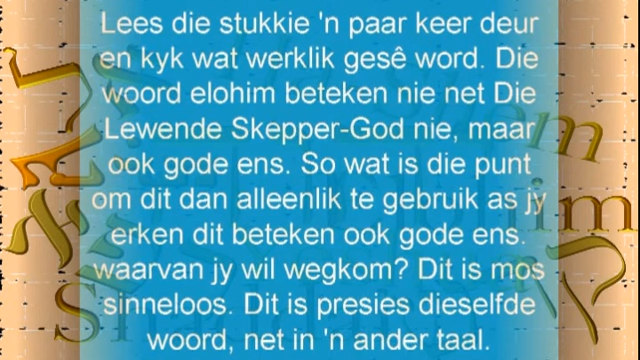 Lees die stukkie 'n paar keer deur
en kyk wat werklik gesê word. Die
woord elohim beteken nie net Die
Lewende Skepper-God nie, maar
ook gode ens. So wat is die punt
om dit dan alleenlik te gebruik as jy
erken dit beteken ook gode ens.
waarvan jy wil wegkom? Dit is mos
sinneloos. Dit is presies dieselfde
woord, net in 'n ander taal.